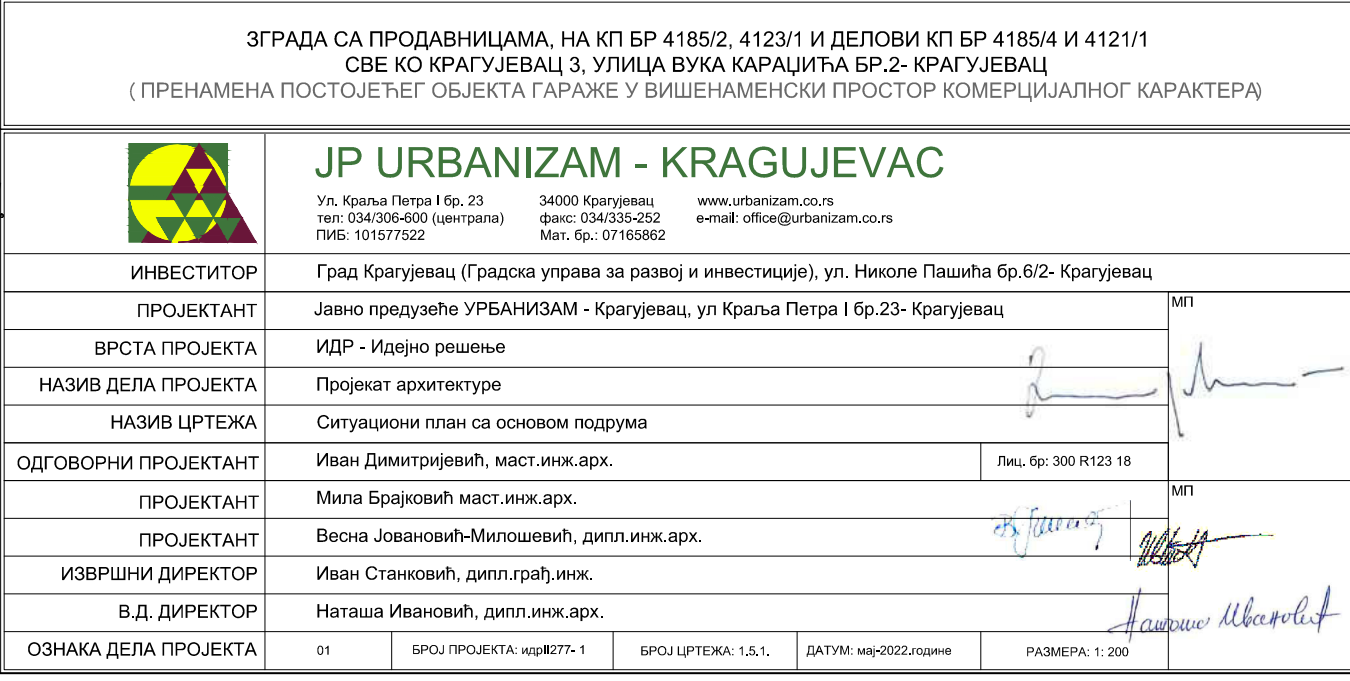 ЗГРАДА СА ПРОДАВНИЦАМА, НА КП БР 4185/2, 4123/1 И ДЕЛОВИ КП БР 4185/4 И 4121/1
СВЕ КО КРАГУЈЕВАЦ 3, УЛИЦА ВУКА КАРАЏИЋА БР.2- КРАГУЈЕВАЦ
( ПРЕНАМЕНА ПОСТОЈЕЋЕГ ОБЈЕКТА ГАРАЖЕ У ВИШЕНАМЕНСКИ ПРОСТОР КОМЕРЦИЈАЛНОГ КАРАКТЕРА)
JP URBANIZAM - KRAGUJEVAC
Ул. Краља Петра I бр. 23 34000 Крагујевац www.urbanizam.co.rs
тел: 034/306-600 (централа) факс: 034/335-252 e-mail: office@urbanizam.co.rs
ПИБ: 101577522 Мат. бр.: 07165862
ИНВЕСТИТОР Град Крагујевац (Градска управа за развој и инвестиције), ул. Николе Пашића бр.6/2- Крагујевац
ПРОЈЕКТАНТ Јавно предузеће УРБАНИЗАМ - Крагујевац, ул Краља Петра I бр.23- Крагујевац МП
ВРСТА ПРОЈЕКТА ИДР - Идејно решење
НАЗИВ ДЕЛА ПРОЈЕКТА Пројекат архитектуре
НАЗИВ ЦРТЕЖА Ситуациони план са основом подрума
ОДГОВОРНИ ПРОЈЕКТАНТ Иван Димитријевић, маст.инж.арх. Лиц. бр: 300 R123 18
ПРОЈЕКТАНТ Мила Брајковић маст.инж.арх. МП
ПРОЈЕКТАНТ Весна Јовановић-Милошевић, дипл.инж.арх.
ИЗВРШНИ ДИРЕКТОР Иван Станковић, дипл.грађ.инж.
В.Д. ДИРЕКТОР Наташа Ивановић, дипл.инж.арх.
Наташа Ивановић
ОЗНАКА ДЕЛА ПРОЈЕКТА 01 БРОЈ ПРОЈЕКТА: идрII277- 1 БРОЈ ЦРТЕЖА: 1.5.1. ДАТУМ: мај-2022.године РАЗМЕРА: 1: 200